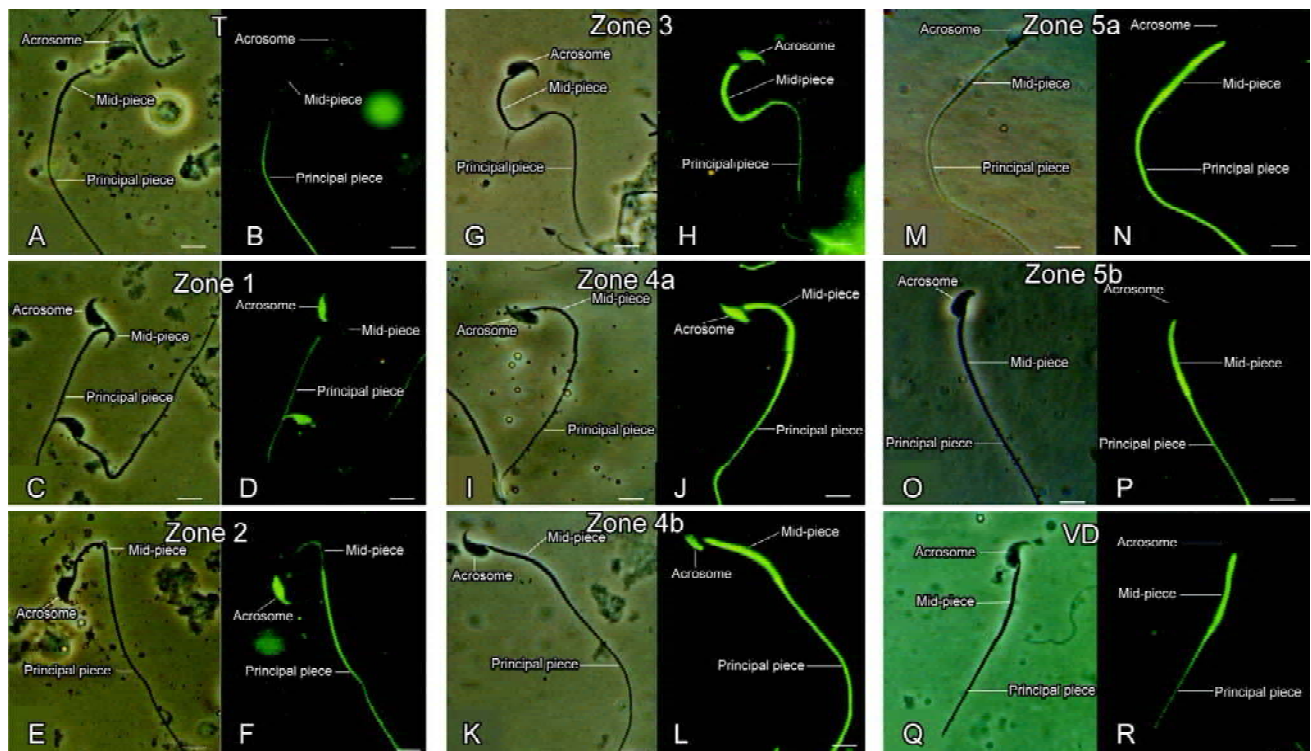 T
Acrosome
Acrosome
Mid-piece
Mid-piece
Principal piece
Principal piece
A
B
Zone 3
Acrosome
Acrosome
Mid-piece
Mid-piece
Principal piece
Principal piece
G
H
Zone 5a
Acrosome
Acrosome
Mid-piece
Mid-piece
Principal piece
Principal piece
M
N
Zone 1
Acrosome
Acrosome
Mid-piece
Mid-piece
Principal piece
Principal piece
C
D
Zone 4a
Mid-piece
Mid-piece
Acrosome
Acrosome
Principal piece
Principal piece
I
J
Zone 5b
Acrosome
Acrosome
Mid-piece
Mid-piece
Principal piece
Principal piece
O
P
Zone 2
Mid-piece
Mid-piece
Acrosome
Acrosome
Principal piece
Principal piece
E
F
Zone 4b
Mid-piece
Mid-piece
Acrosome
Acrosome
Principal piece
Principal piece
K
L
VD
Acrosome
Acrosome
Mid-piece
Mid-piece
Principal piece
Principal piece
Q
R